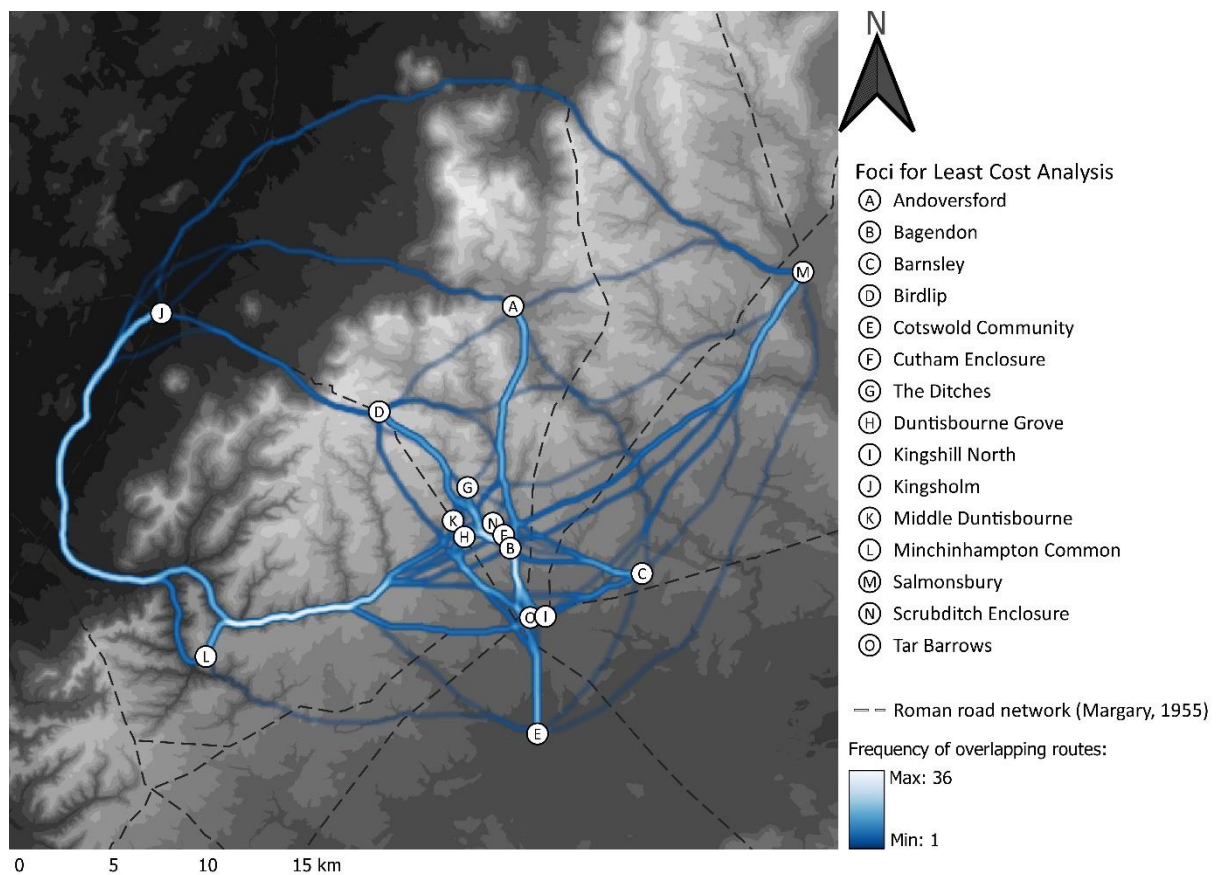 N
Foci for Least Cost Analysis
A Andoversford
B Bagendon
C Barnsley
D Birdlip
E Cotswold Community
F Cutham Enclosure
G The Ditches
H Duntisbourne Grove
I Kingshill North
J Kingsholm
K Middle Duntisbourne
L Minchinhampton Common
M Salmonsbury
N Scrubditch Enclosure
O Tar Barrows
Roman road network (Margary, 1955)
Frequency of overlapping routes:
Max: 36
Min: 1
M
A
J
D
G
K
N
H
F
B
C
O
I
L
E
0 5 10 15 km